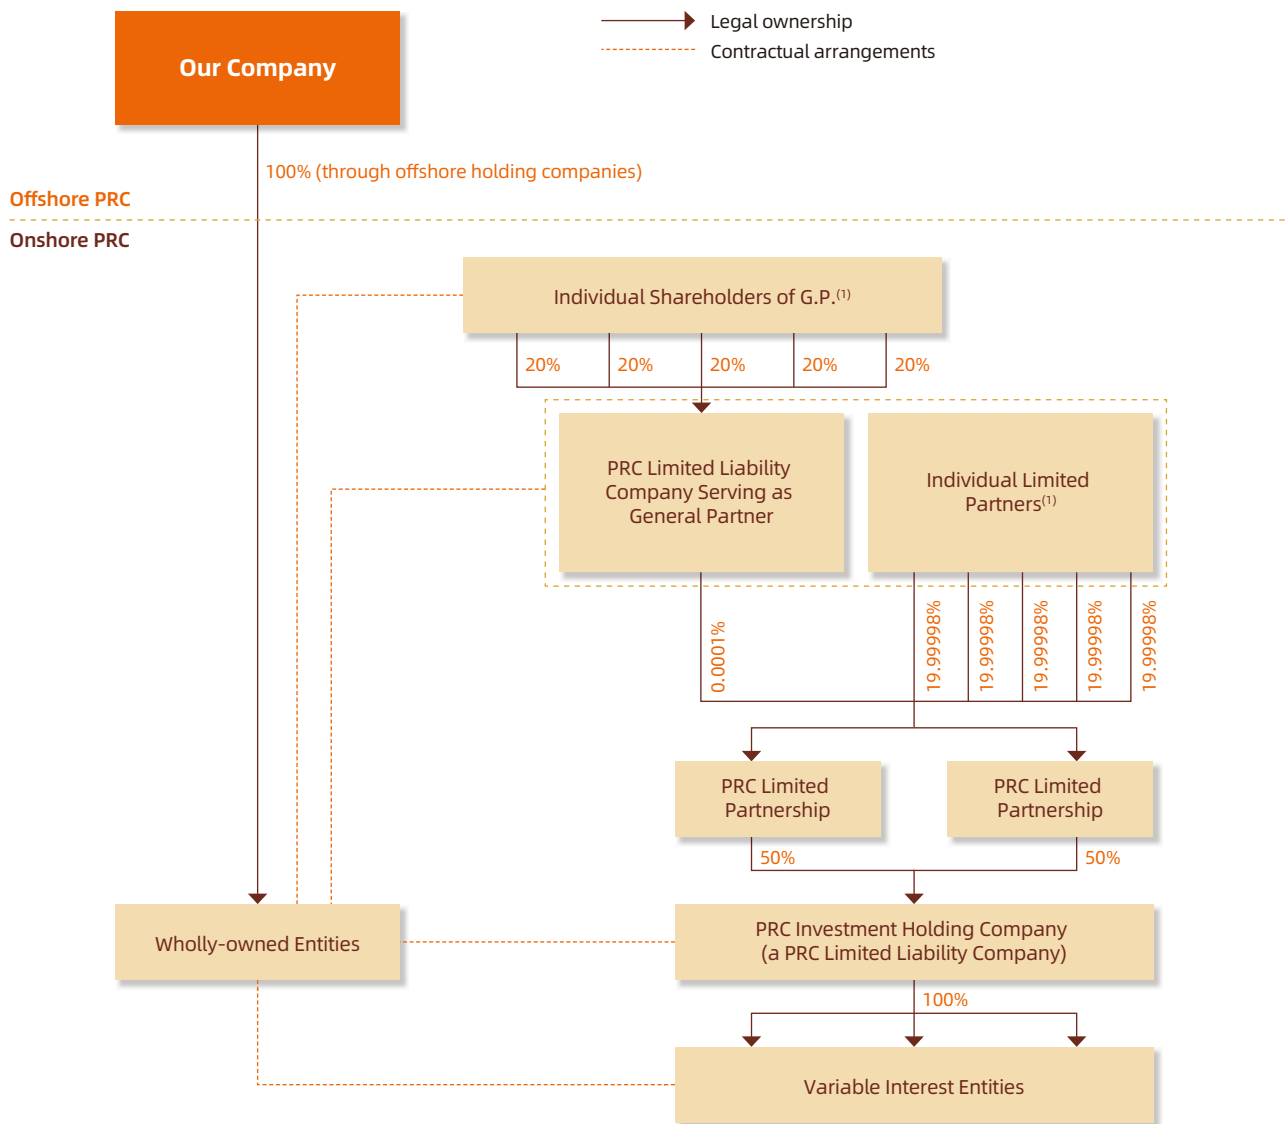 Our Company
Legal ownership
Contractual arrangements
100% (through offshore holding companies)
Offshore PRC
Onshore PRC
Individual Shareholders of G.P.(1)
20%
20%
20%
20%
20%
PRC Limited Liability
Company Serving as
General Partner
Individual Limited
Partners(1)
0.0001%
19.99998%
19.99998%
19.99998%
19.99998%
19.99998%
PRC Limited
Partnership
PRC Limited
Partnership
50%
50%
Wholly-owned Entities
PRC Investment Holding Company
(a PRC Limited Liability Company)
100%
Variable Interest Entities